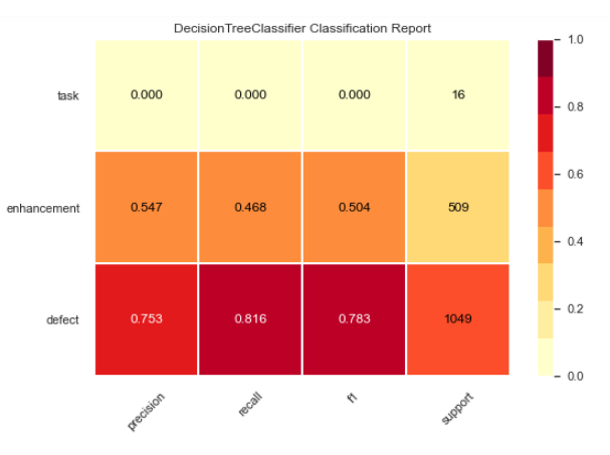 DecisionTreeClassifier Classification Report
task 0.000 0.000 0.000 16
enhancement 0.547 0.468 0.504 509
defect 0.753 0.816 0.783 1049
precision recall f1 support
1.0
0.8
0.6
0.4
0.2
0.0